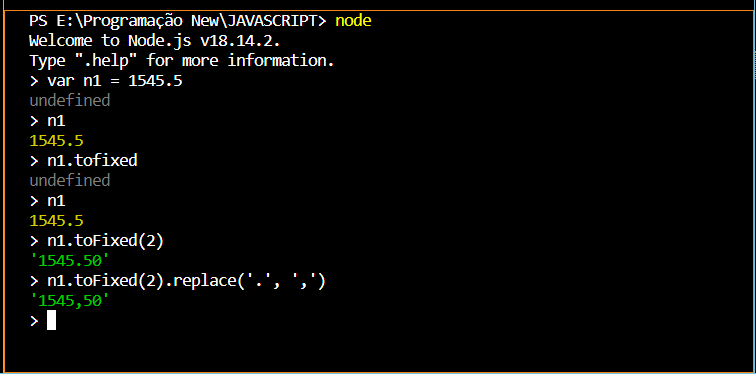 PS E:\Programação New\JAVASCRIPT> node
Welcome to Node.js v18.14.2.
Type ".help" for more information.
> var n1 = 1545.5
undefined
> n1
1545.5
> n1.tofixed
undefined
> n1
1545.5
> n1.toFixed(2)
'1545.50'
> n1.toFixed(2).replace('.', ',')
'1545,50'
>